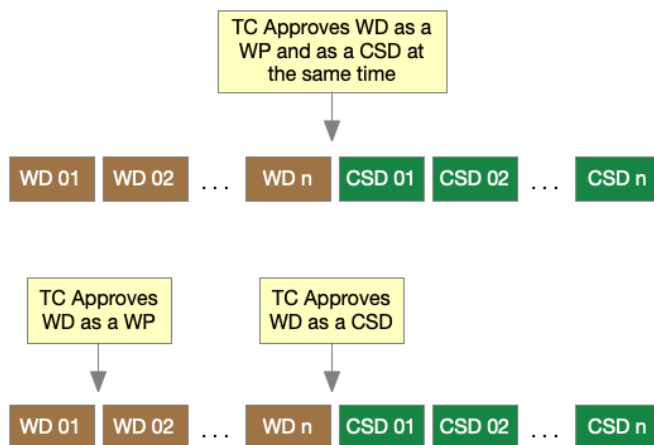 TC Approves WD as a
WP and as a CSD at
the same time
WD 01 WD 02 ... WD n CSD 01 CSD 02 ... CSD n
TC Approves
WD as a WP
TC Approves
WD as a CSD
WD 01 WD 02 ... WD n CSD 01 CSD 02 ... CSD n